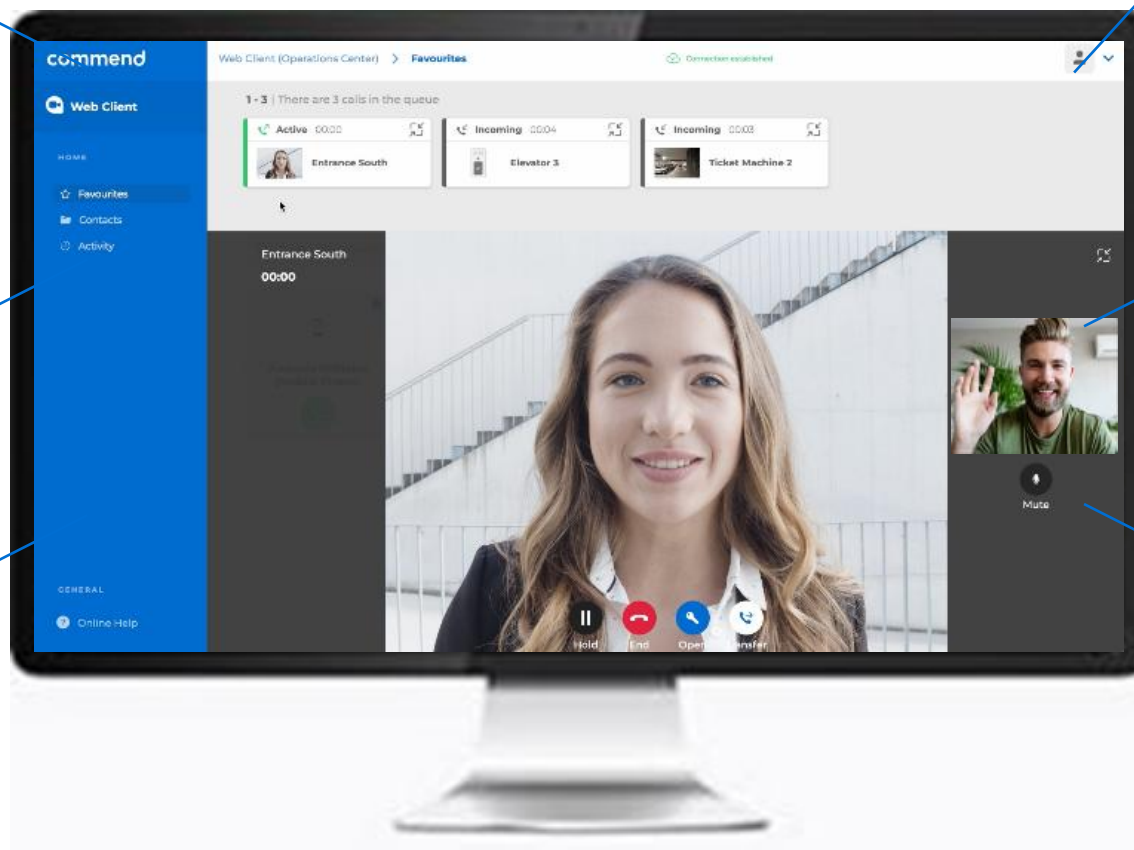 commend
Web Client (Operations Center) > Favourites
Connection established
Web Client
1 - 3 | There are 3 calls in the queue
Active 00:00
Entrance South
Incoming 00:04
Elevator 3
Incoming 00:03
Ticket Machine 2
HOME
Favourites
Contacts
Activity
Entrance South
00:00
Mute
Hold
End
GENERAL
Online Help